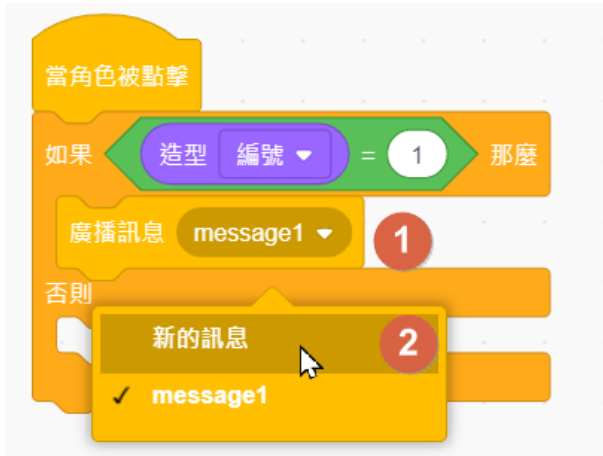 當角色被點擊
如果 造型 編號 = 1 那麼
廣播訊息 message1 1
否則
新的訊息 2
✓ message1